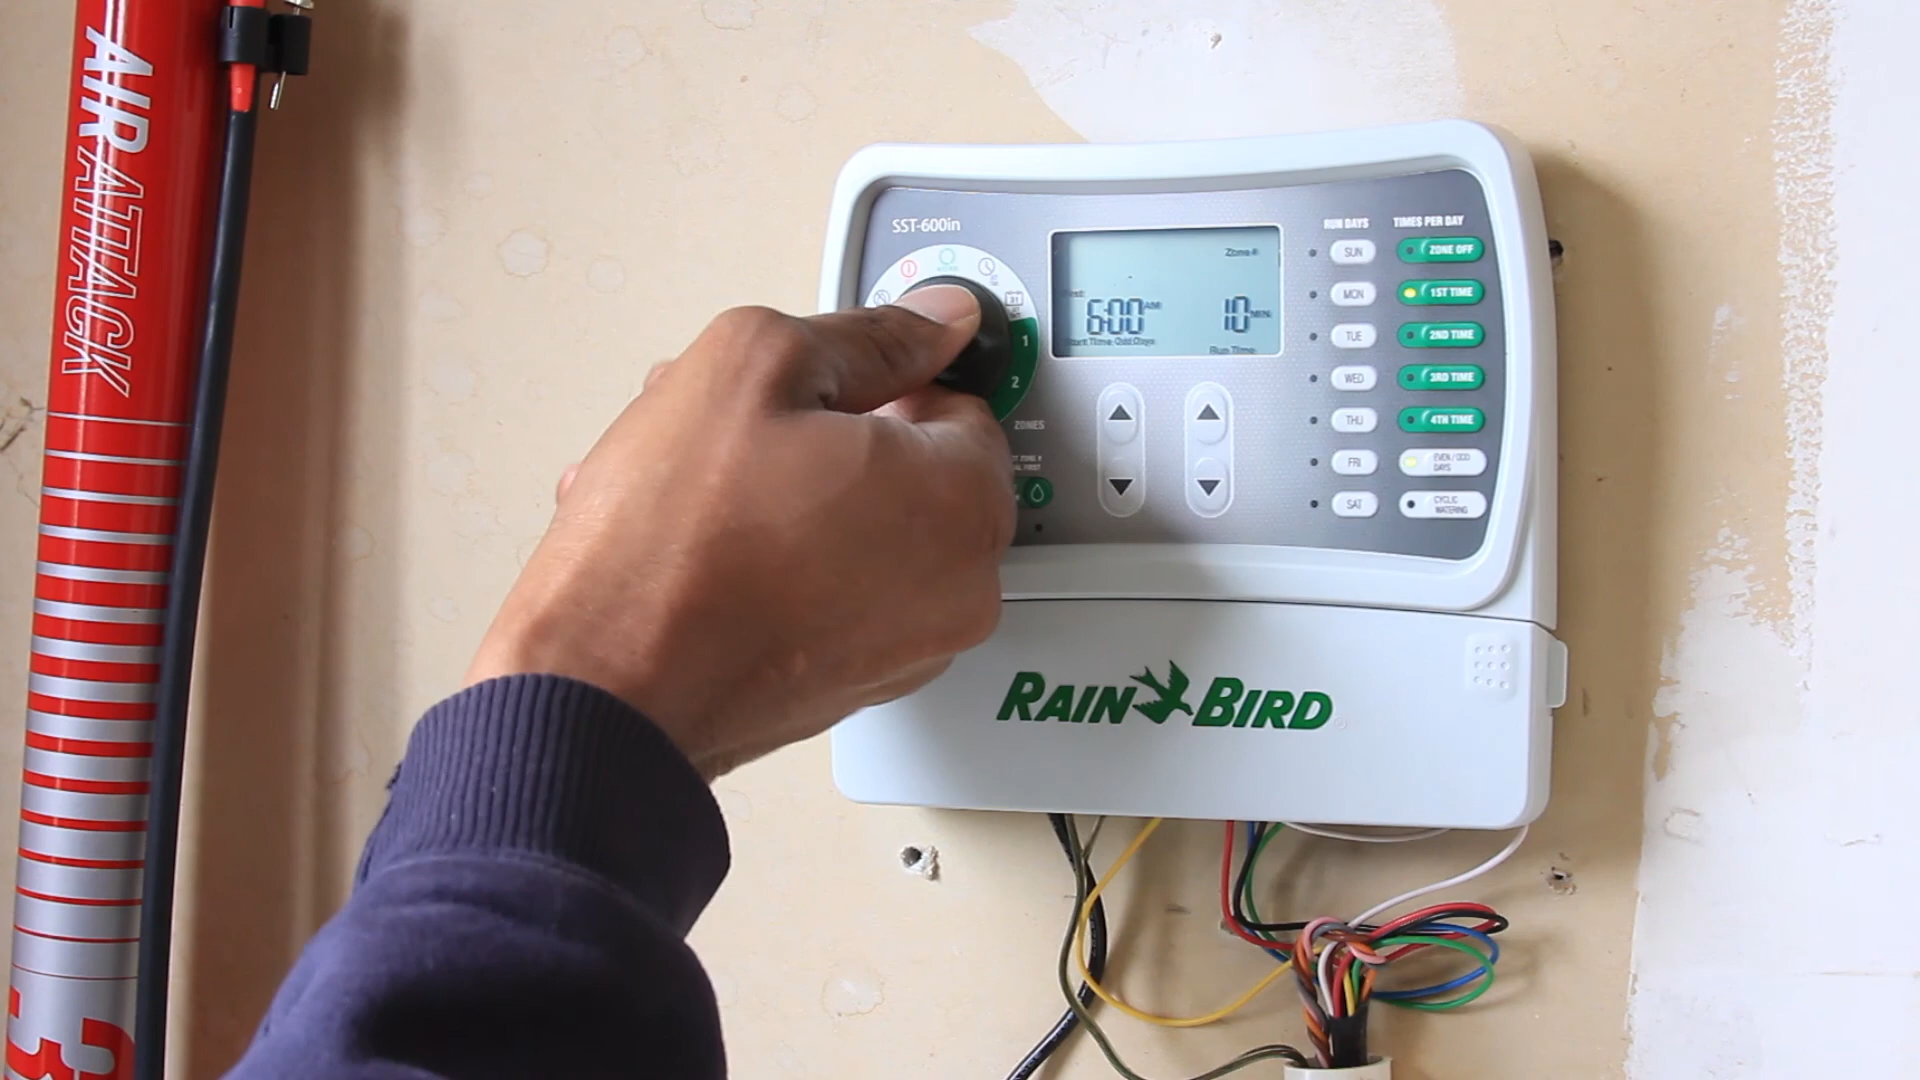 AIR ATTACK
3
SST-600in
31
1
2
ZONES
Zone#
6:00 AM
10 MIN
Start Time Odd Days
Run Time
RUN DAYS
SUN
MON
TUE
WED
THU
FRI
SAT
TIMES PER DAY
ZONE OFF
1ST TIME
2ND TIME
3RD TIME
4TH TIME
EVEN / ODD
DAYS
CYCLIC
WATERING
RAIN BIRD